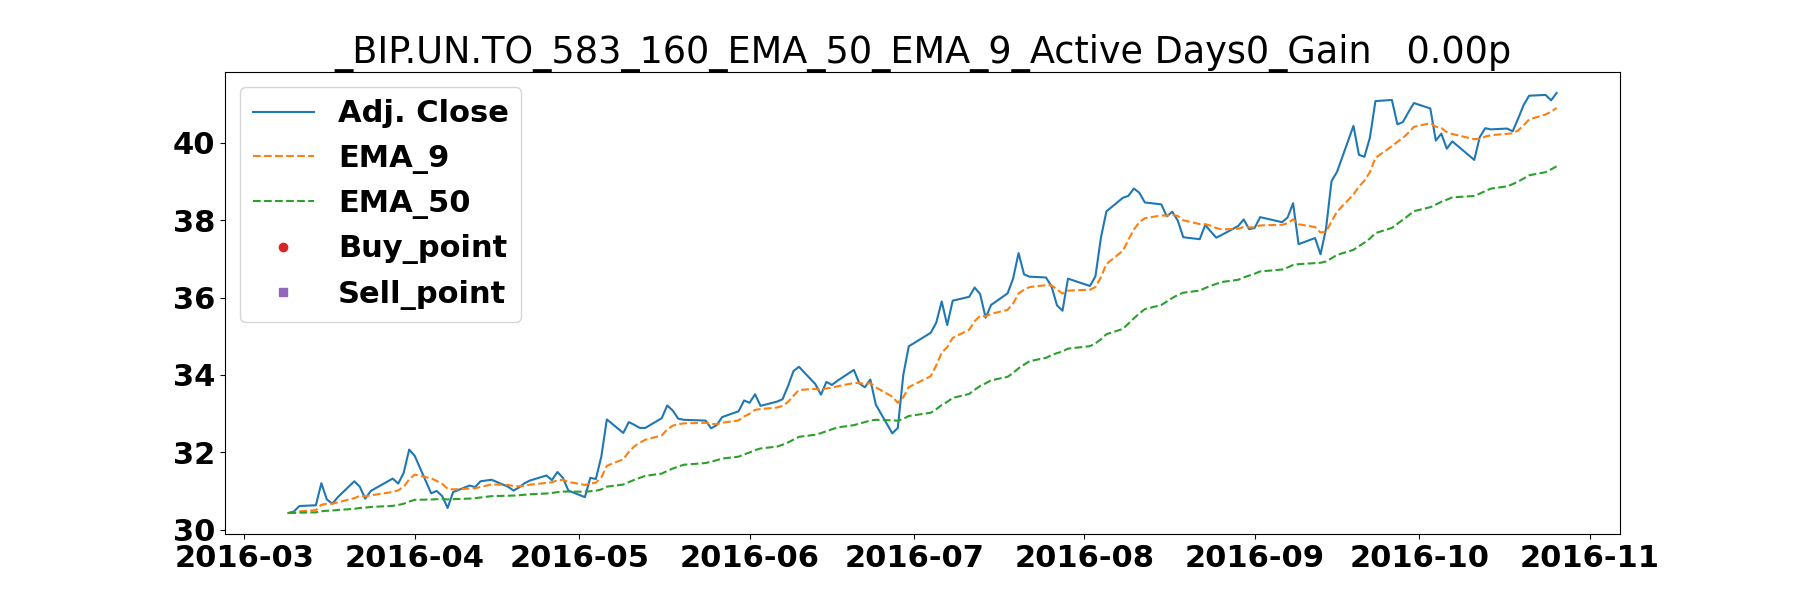 _BIP.UN.TO_583_160_EMA_50_EMA_9_Active Days0_Gain   0.00p
Adj. Close
EMA_9
EMA_50
Buy_point
Sell_point
40
38
36
34
32
30
2016-03 2016-04 2016-05 2016-06 2016-07 2016-08 2016-09 2016-10 2016-11